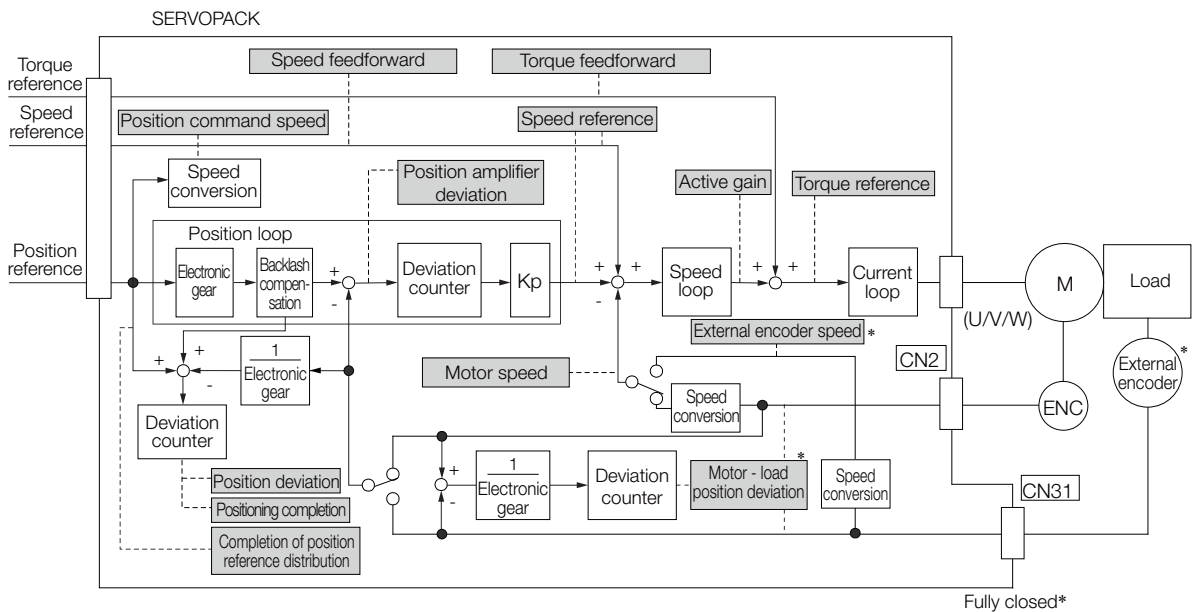 SERVOPACK
Torque
reference
Speed
reference
Position
reference
Speed feedforward
Torque feedforward
Position command speed
Speed reference
Speed
conversion
Position amplifier
deviation
Active gain
Torque reference
Position loop
Electronic
gear
Backlash
compen-
sation
+
-
Deviation
counter
Kp
+
+
-
Speed
loop
+
+
Current
loop
(U/V/W)
M
Load
External encoder speed *
+
+
-
1
Electronic
gear
Motor speed
Speed
conversion
CN2
ENC
External
encoder
*
Deviation
counter
Position deviation
Positioning completion
Completion of position
reference distribution
+
-
1
Electronic
gear
Deviation
counter
*
Motor - load
position deviation
Speed
conversion
CN31
Fully closed*